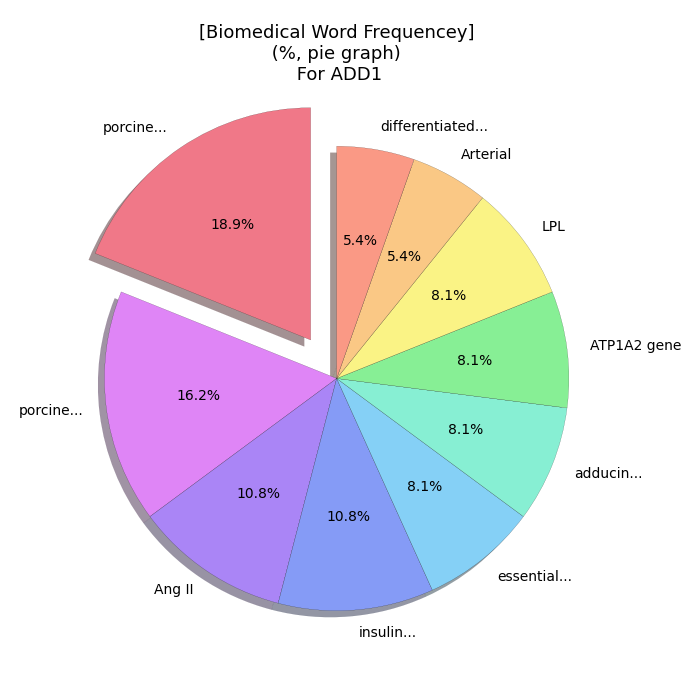 [Biomedical Word Frequencey]
(%, pie graph)
For ADD1
porcine...
differentiated...
Arterial
LPL
ATP1A2 gene
adducin...
essential...
insulin...
Ang II
porcine...
18.9%
5.4%
5.4%
8.1%
8.1%
8.1%
8.1%
10.8%
10.8%
16.2%